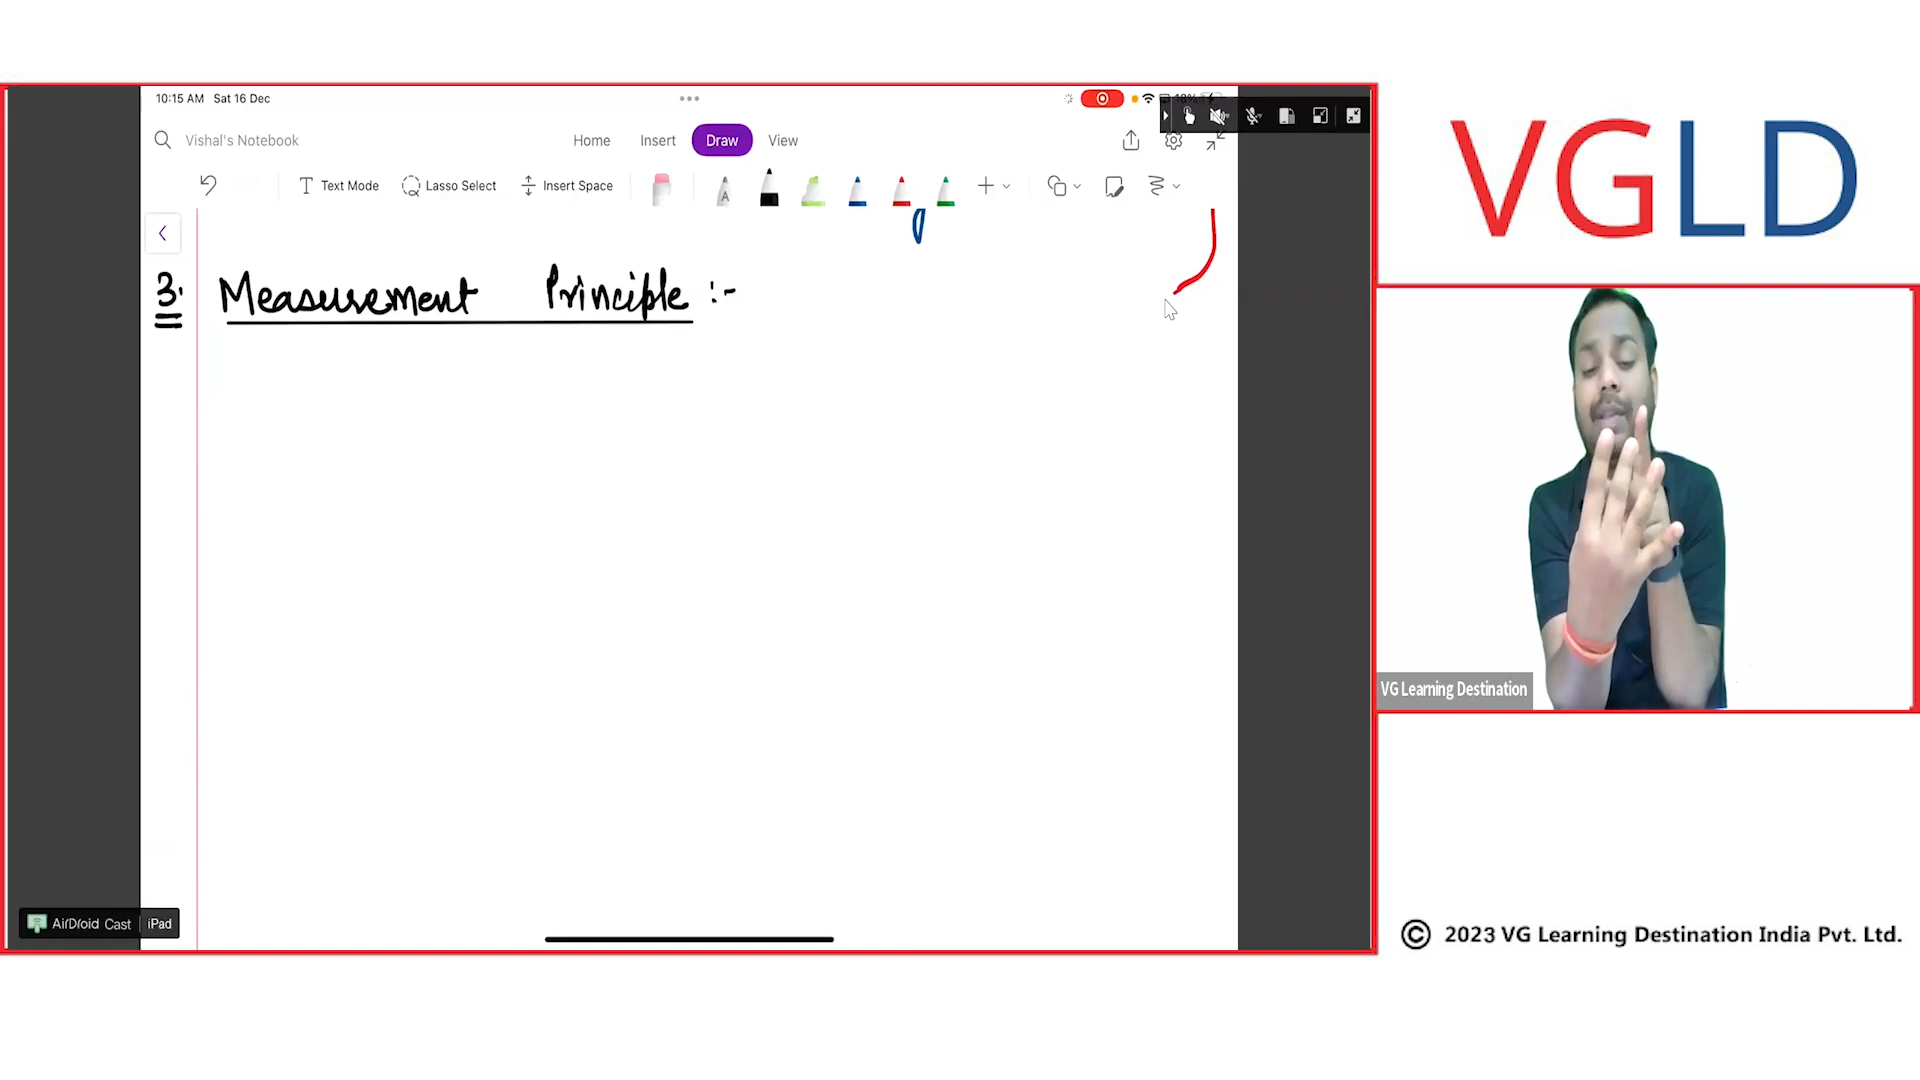 10:15 AM Sat 16 Dec
18%
Vishal's Notebook
Home Insert Draw View
Text Mode Lasso Select Insert Space
A
3. Measurement Principle :-
VGLD
VG Learning Destination
AirDroid Cast iPad
© 2023 VG Learning Destination India Pvt. Ltd.